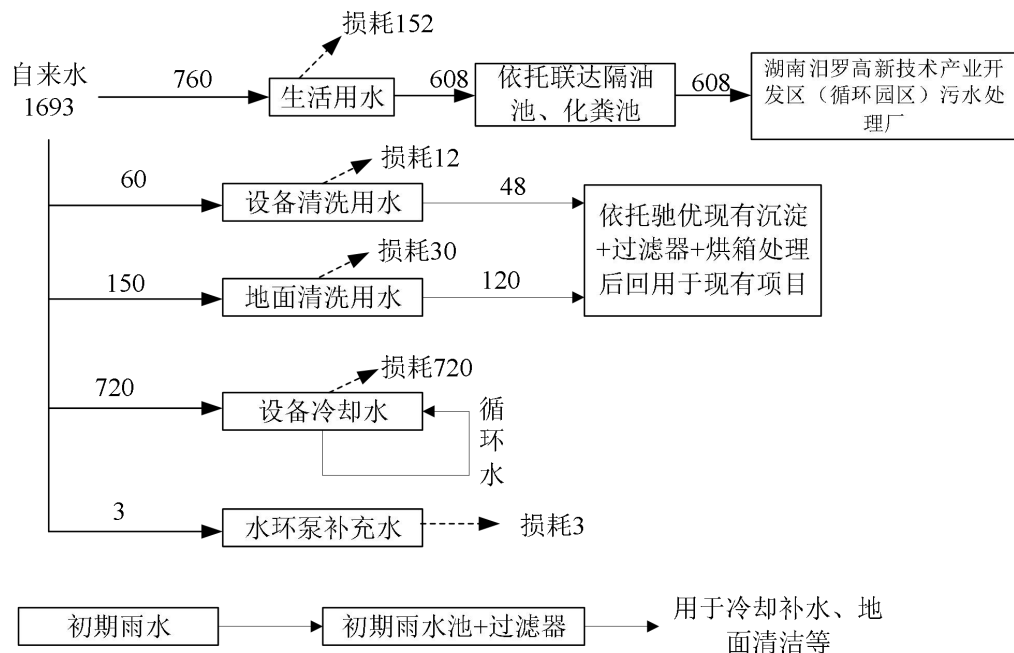 损耗152
自来水
1693
760
生活用水
608
依托联达隔油
池、化粪池
608
湖南汨罗高新技术产业开
发区（循环园区）污水处
理厂
损耗12
60
设备清洗用水
48
依托驰优现有沉淀
+过滤器+烘箱处理
后回用于现有项目
损耗30
150
地面清洗用水
120
损耗720
720
设备冷却水
循
环
水
3
水环泵补充水
损耗3
初期雨水
初期雨水池+过滤器
用于冷却补水、地
面清洁等